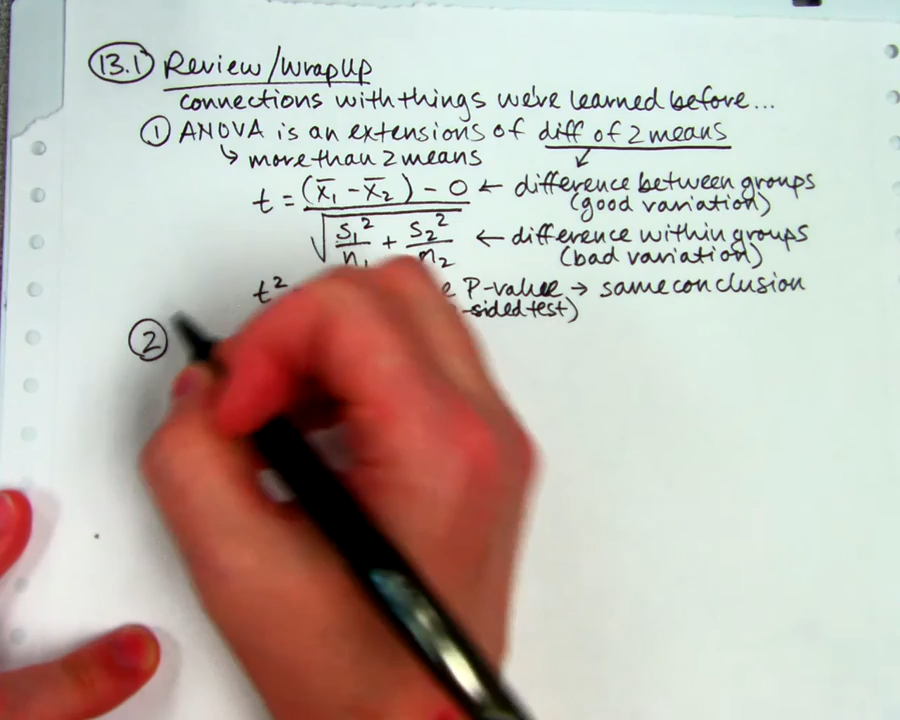 13.1 Review/Wrapup
connections with things we've learned before...
① ANOVA is an extensions of diff of 2 means
↳ more than 2 means
t = (x̄₁ - x̄₂) - 0 ← difference between groups
(good variation)
√ s₁²/n₁ + s₂²/n₂ ← difference within groups
(bad variation)
t² P-value → same conclusion
-sided test)
②